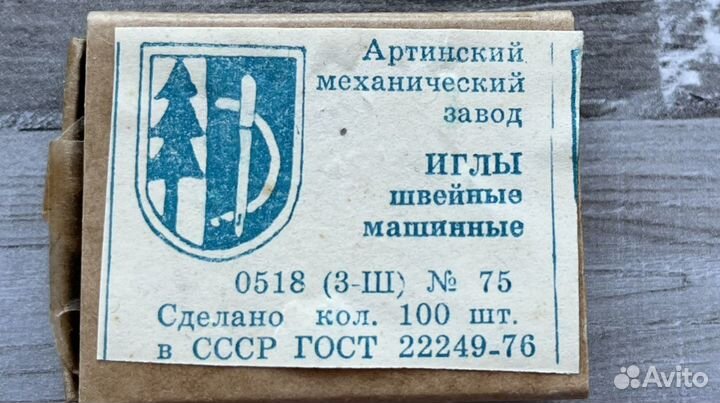 Артинский
механический
завод
ИГЛЫ
швейные
машинные
0518 (3-Ш) № 75
Сделано кол. 100 шт.
в СССР ГОСТ 22249-76
Avito